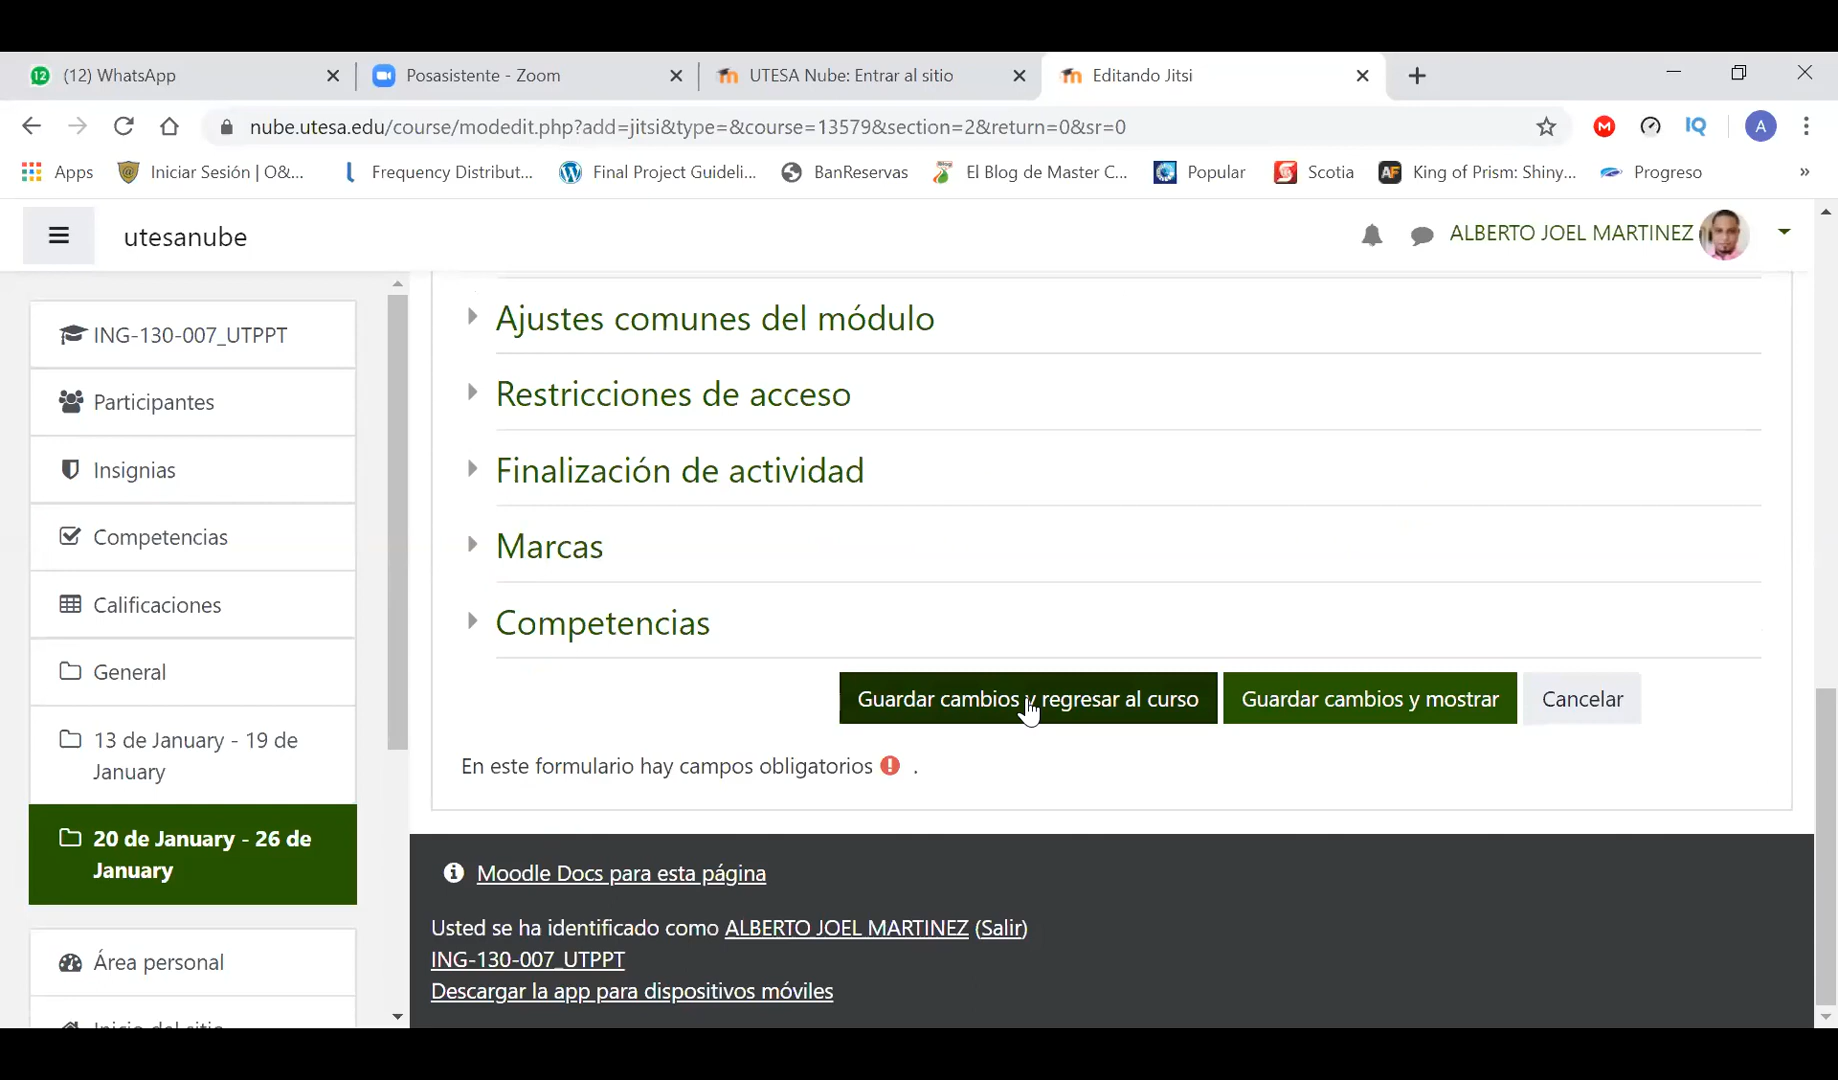 12 (12) WhatsApp
Posasistente - Zoom
UTESA Nube: Entrar al sitio
Editando Jitsi
nube.utesa.edu/course/modedit.php?add=jitsi&type=&course=13579&section=2&return=0&sr=0
M
IQ
A
Apps
Iniciar Sesión | O&...
Frequency Distribut...
Final Project Guideli...
BanReservas
El Blog de Master C...
Popular
Scotia
AF King of Prism: Shiny...
Progreso
»
utesanube
ALBERTO JOEL MARTINEZ
ING-130-007_UTPPT
Participantes
Insignias
Competencias
Calificaciones
General
13 de January - 19 de
January
20 de January - 26 de
January
Área personal
Inicio del sitio
Ajustes comunes del módulo
Restricciones de acceso
Finalización de actividad
Marcas
Competencias
Guardar cambios y regresar al curso
Guardar cambios y mostrar
Cancelar
En este formulario hay campos obligatorios .
Moodle Docs para esta página
Usted se ha identificado como ALBERTO JOEL MARTINEZ (Salir)
ING-130-007_UTPPT
Descargar la app para dispositivos móviles